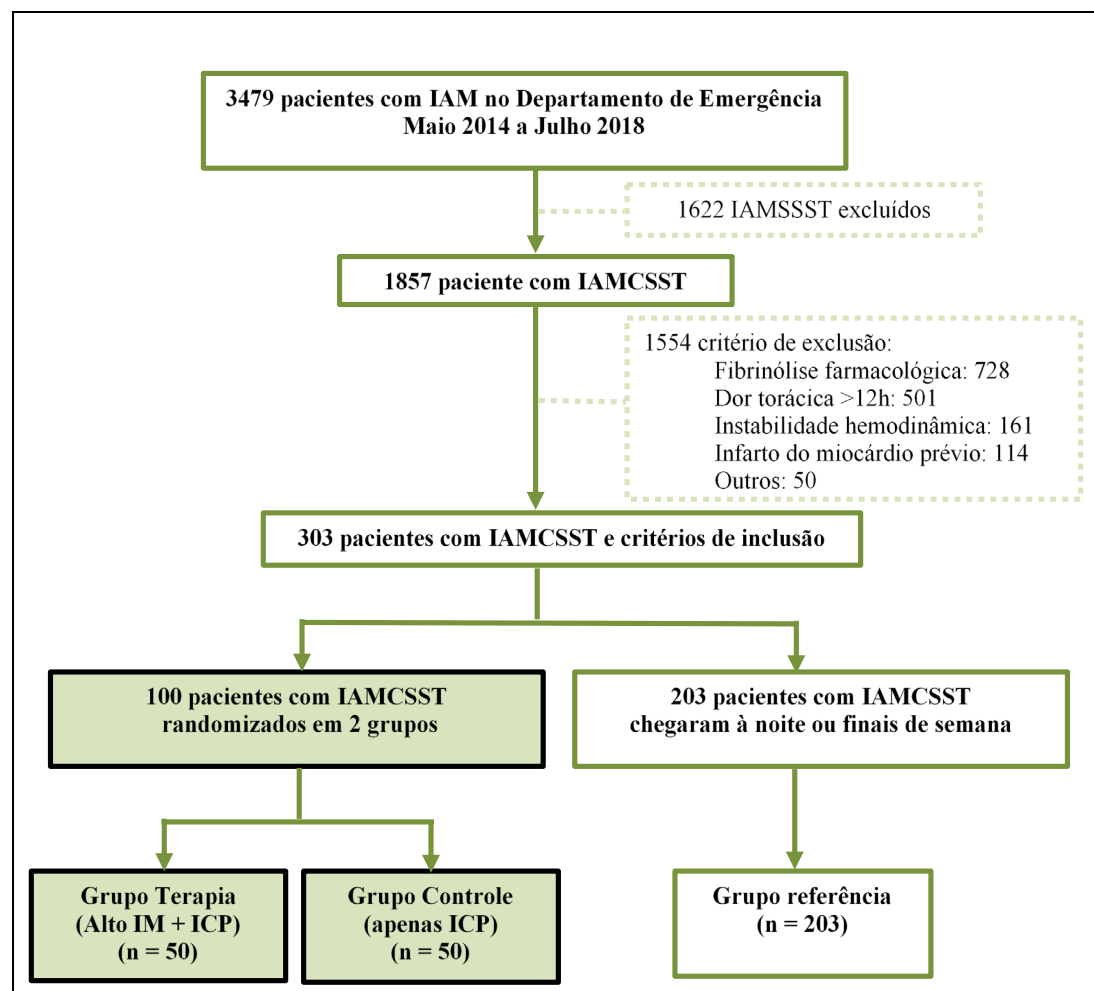 3479 pacientes com IAM no Departamento de Emergência
Maio 2014 a Julho 2018
1622 IAMSSST excluídos
1857 paciente com IAMCSST
1554 critério de exclusão:
Fibrinólise farmacológica: 728
Dor torácica >12h: 501
Instabilidade hemodinâmica: 161
Infarto do miocárdio prévio: 114
Outros: 50
303 pacientes com IAMCSST e critérios de inclusão
100 pacientes com IAMCSST
randomizados em 2 grupos
203 pacientes com IAMCSST
chegaram à noite ou finais de semana
Grupo Terapia
(Alto IM + ICP)
(n = 50)
Grupo Controle
(apenas ICP)
(n = 50)
Grupo referência
(n = 203)